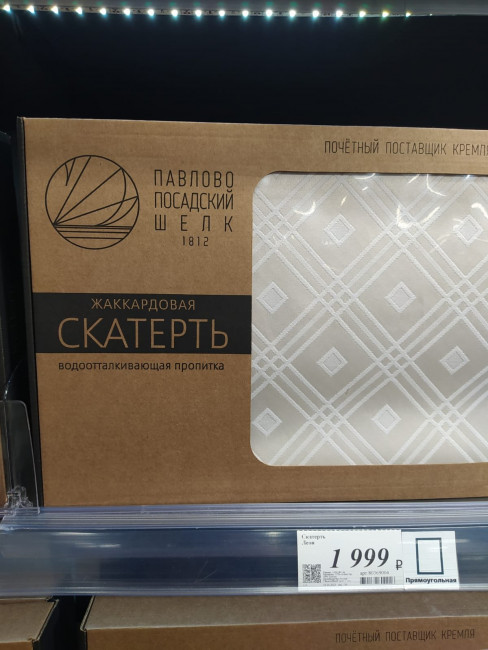 ПОЧЁТНЫЙ ПОСТАВЩИК КРЕМЛЯ
ПАВЛОВО
ПОСАДСКИЙ
ШЕЛК
1812
ЖАККАРДОВАЯ
СКАТЕРТЬ
водоотталкивающая пропитка
Скатерть
1 999 ₽
Прямоугольная
ПОЧЁТНЫЙ ПОСТАВЩИК КРЕМЛЯ